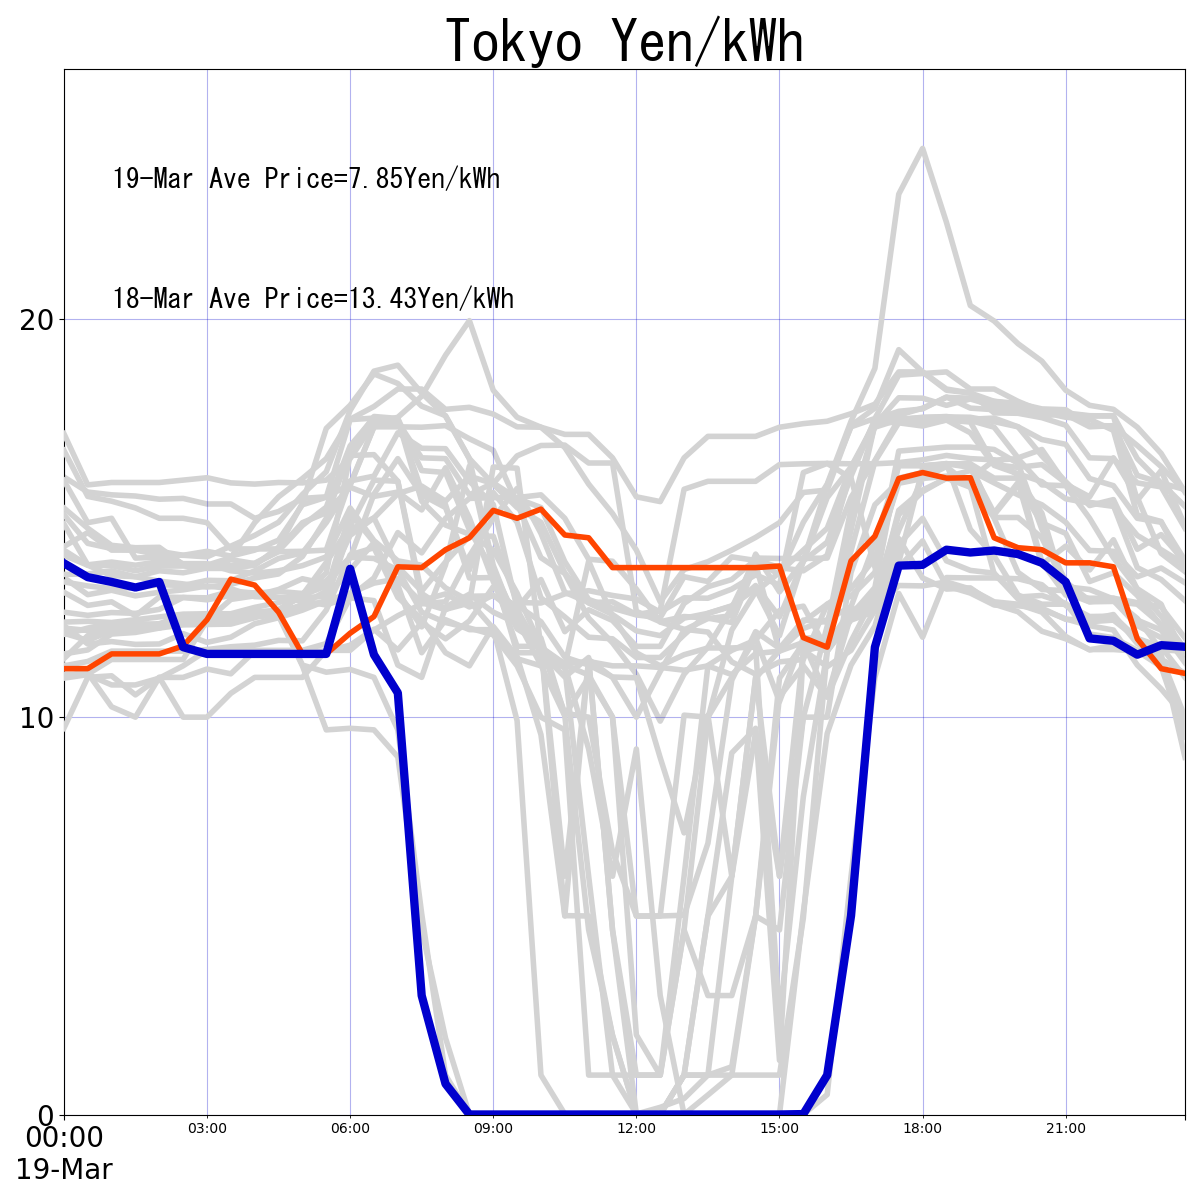 Tokyo Yen/kWh
19-Mar Ave Price=7.85Yen/kWh
18-Mar Ave Price=13.43Yen/kWh
20
10
0
00:00 03:00 06:00 09:00 12:00 15:00 18:00 21:00
19-Mar